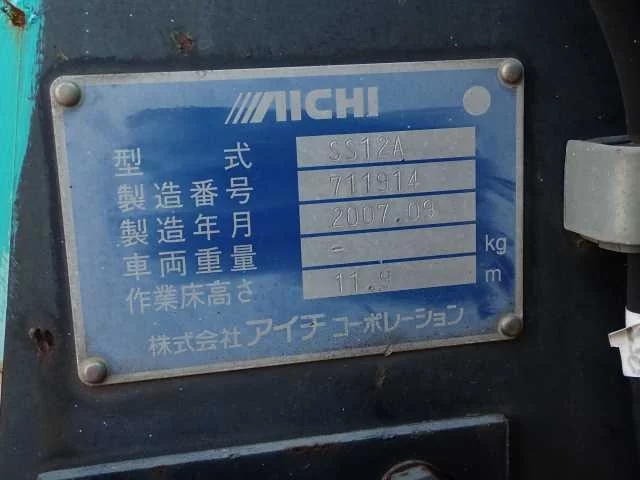 AICHI
型式 SS12A
製造番号 711914
製造年月 2007.09
車両重量 - kg
作業床高さ 11.9 m
株式会社アイチコーポレーション